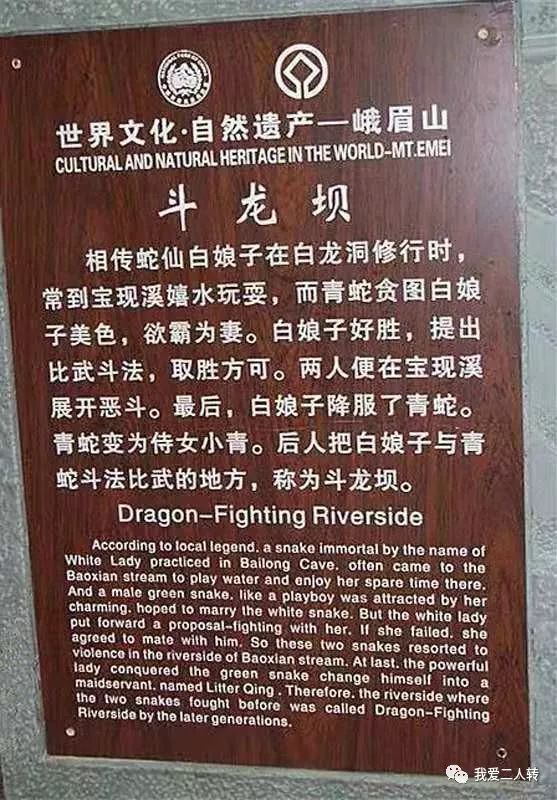 世界文化·自然遗产—峨眉山
CULTURAL AND NATURAL HERITAGE IN THE WORLD-MT.EMEI
斗龙坝
相传蛇仙白娘子在白龙洞修行时，
常到宝现溪嬉水玩耍，而青蛇贪图白娘
子美色，欲霸为妻。白娘子好胜，提出
比武斗法，取胜方可。两人便在宝现溪
展开恶斗。最后，白娘子降服了青蛇。
青蛇变为侍女小青。后人把白娘子与青
蛇斗法比武的地方，称为斗龙坝。
Dragon-Fighting Riverside
According to local legend. a snake immortal by the name of
White Lady practiced in Bailong Cave. often came to the
Baoxian stream to play water and enjoy her spare time there.
And a male green snake. like a playboy was attracted by her
charming. hoped to marry the white snake. But the white lady
put forward a proposal-fighting with her. If she failed. she
agreed to mate with him. So these two snakes resorted to
violence in the riverside of Baoxian stream. At last. the powerful
lady conquered the green snake change himself into a
maidservant. named Litter Qing . Therefore. the riverside where
the two snakes fought before was called Dragon-Fighting
Riverside by the later generations.
我爱二人转